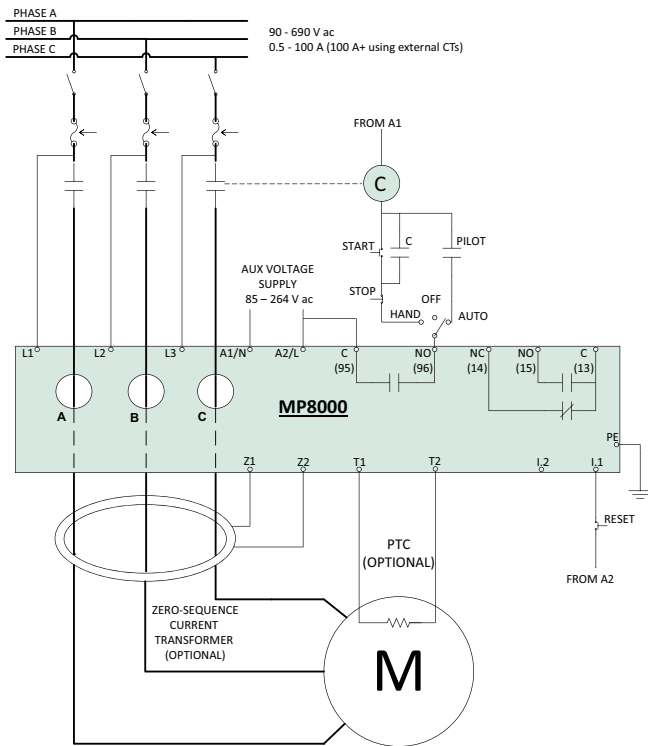 PHASE A
PHASE B
PHASE C
90 - 690 V ac
0.5 - 100 A (100 A+ using external CTs)
FROM A1
C
START
C
PILOT
STOP
OFF
HAND
AUTO
AUX VOLTAGE
SUPPLY
85 – 264 V ac
L1
L2
L3
A1/N
A2/L
C
(95)
NO
(96)
NC
(14)
NO
(15)
C
(13)
A
B
C
MP8000
PE
Z1
Z2
T1
T2
I.2
I.1
RESET
FROM A2
PTC
(OPTIONAL)
ZERO-SEQUENCE
CURRENT
TRANSFORMER
(OPTIONAL)
M